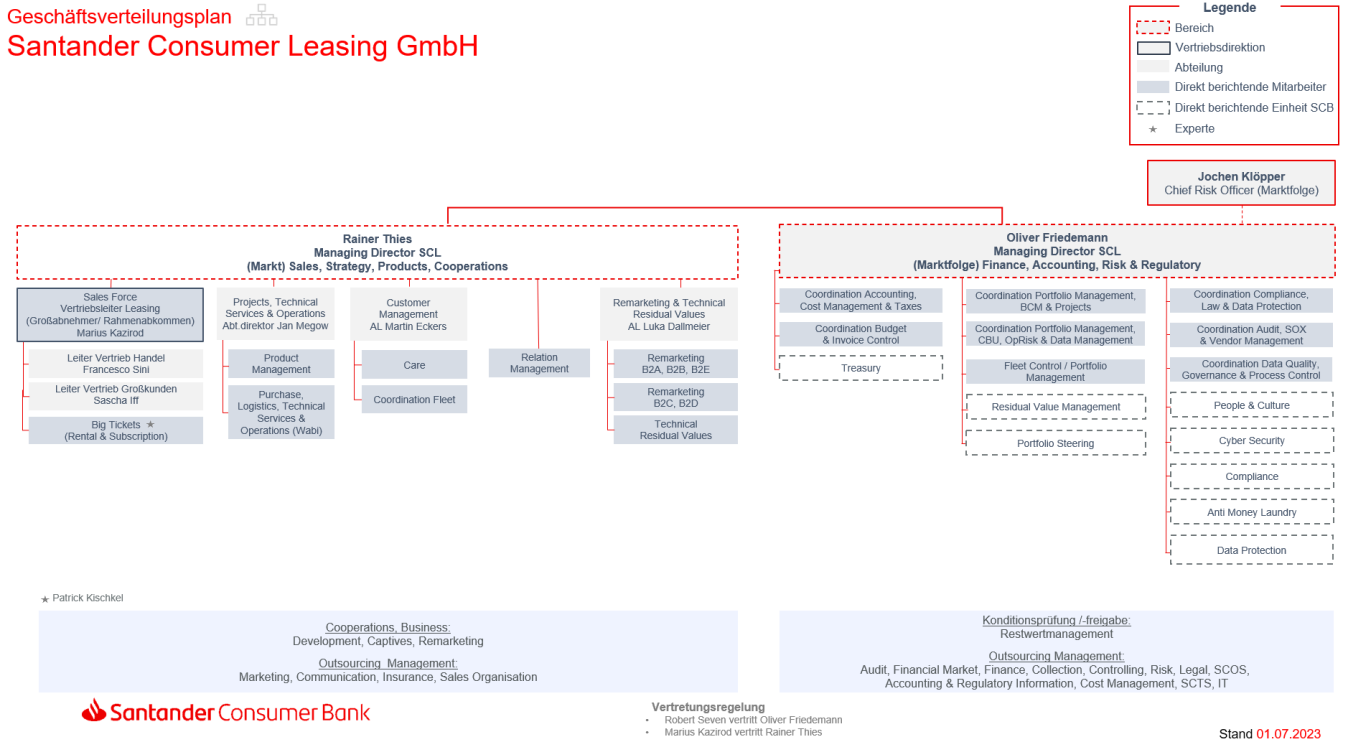 Geschäftsverteilungsplan
Santander Consumer Leasing GmbH
Legende
Bereich
Vertriebsdirektion
Abteilung
Direkt berichtende Mitarbeiter
Direkt berichtende Einheit SCB
★ Experte
Jochen Klöpper
Chief Risk Officer (Marktfolge)
Rainer Thies
Managing Director SCL
(Markt) Sales, Strategy, Products, Cooperations
Oliver Friedemann
Managing Director SCL
(Marktfolge) Finance, Accounting, Risk & Regulatory
Sales Force
Vertriebsleiter Leasing
(Großabnehmer/ Rahmenabkommen)
Marius Kazirod
Leiter Vertrieb Handel
Francesco Sini
Leiter Vertrieb Großkunden
Sascha Iff
Big Tickets ★
(Rental & Subscription)
Projects, Technical
Services & Operations
Abt.direktor Jan Megow
Product
Management
Purchase,
Logistics, Technical
Services &
Operations (Wabi)
Customer
Management
AL Martin Eckers
Care
Coordination Fleet
Relation
Management
Remarketing & Technical
Residual Values
AL Luka Dallmeier
Remarketing
B2A, B2B, B2E
Remarketing
B2C, B2D
Technical
Residual Values
Coordination Accounting,
Cost Management & Taxes
Coordination Budget
& Invoice Control
Treasury
Coordination Portfolio Management,
BCM & Projects
Coordination Portfolio Management,
CBU, OpRisk & Data Management
Fleet Control / Portfolio
Management
Residual Value Management
Portfolio Steering
Coordination Compliance,
Law & Data Protection
Coordination Audit, SOX
& Vendor Management
Coordination Data Quality,
Governance & Process Control
People & Culture
Cyber Security
Compliance
Anti Money Laundry
Data Protection
★ Patrick Kischkel
Cooperations, Business:
Development, Captives, Remarketing
Outsourcing Management:
Marketing, Communication, Insurance, Sales Organisation
Konditionsprüfung /-freigabe:
Restwertmanagement
Outsourcing Management:
Audit, Financial Market, Finance, Collection, Controlling, Risk, Legal, SCOS,
Accounting & Regulatory Information, Cost Management, SCTS, IT
Santander Consumer Bank
Vertretungsregelung
• Robert Seven vertritt Oliver Friedemann
• Marius Kazirod vertritt Rainer Thies
Stand 01.07.2023